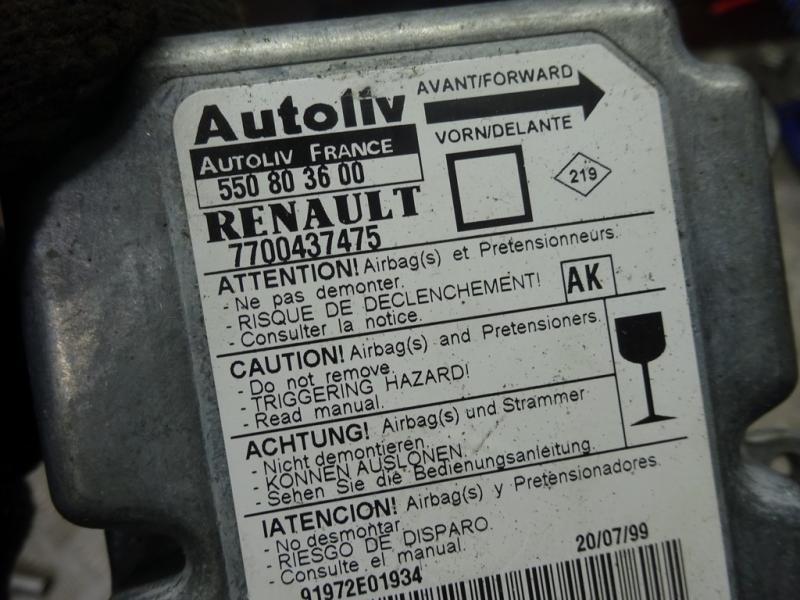 Autoliv
AVANT/FORWARD
AUTOLIV FRANCE
VORN/DELANTE
550 80 36 00
219
RENAULT
7700437475
ATTENTION! Airbag(s) et Pretensionneurs.
- Ne pas demonter.
- RISQUE DE DECLENCHEMENT!
- Consulter la notice.
AK
CAUTION! Airbag(s) and Pretensioners.
- Do not remove.
- TRIGGERING HAZARD!
- Read manual.
ACHTUNG! Airbag(s) und Strammer
- Nicht demontieren.
- KONNEN AUSLONEN.
- Sehen Sie die Bedienungsanleitung.
IATENCION! Airbag(s) y Pretensionadores.
- No desmontar
- RIESGO DE DISPARO.
- Consulte el manual.
20/07/99
91972E01934